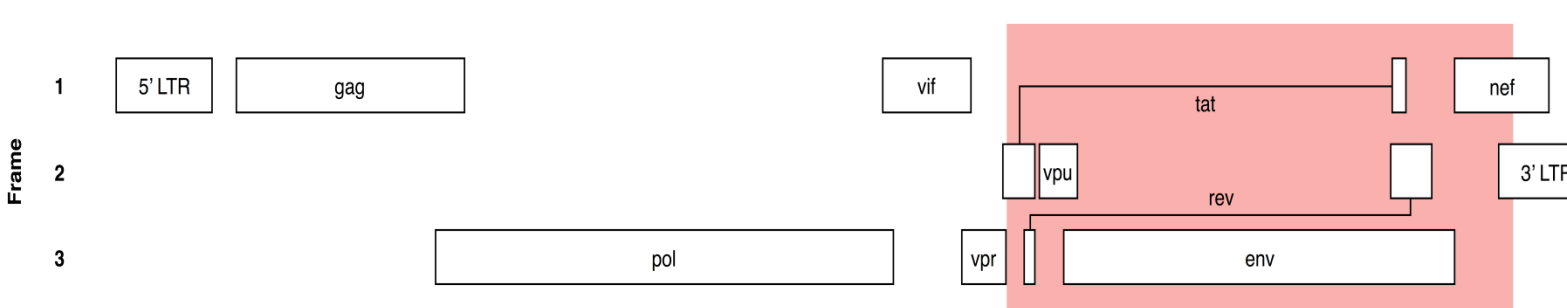 Frame
1
5' LTR
gag
vif
tat
nef
2
vpu
rev
3' LTR
3
pol
vpr
env